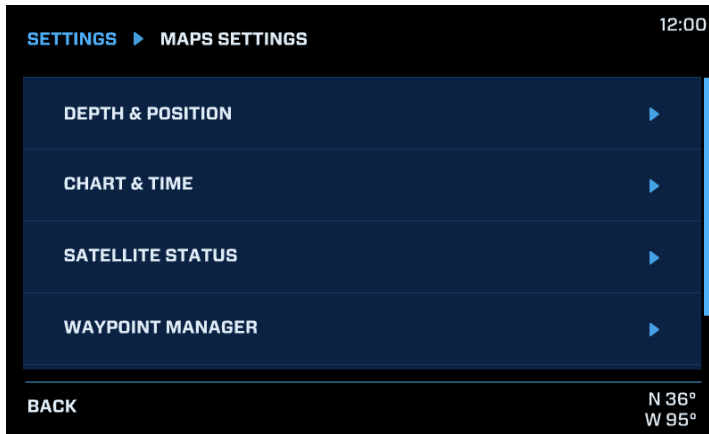 SETTINGS ▶ MAPS SETTINGS
12:00
DEPTH & POSITION
CHART & TIME
SATELLITE STATUS
WAYPOINT MANAGER
BACK
N 36°
W 95°